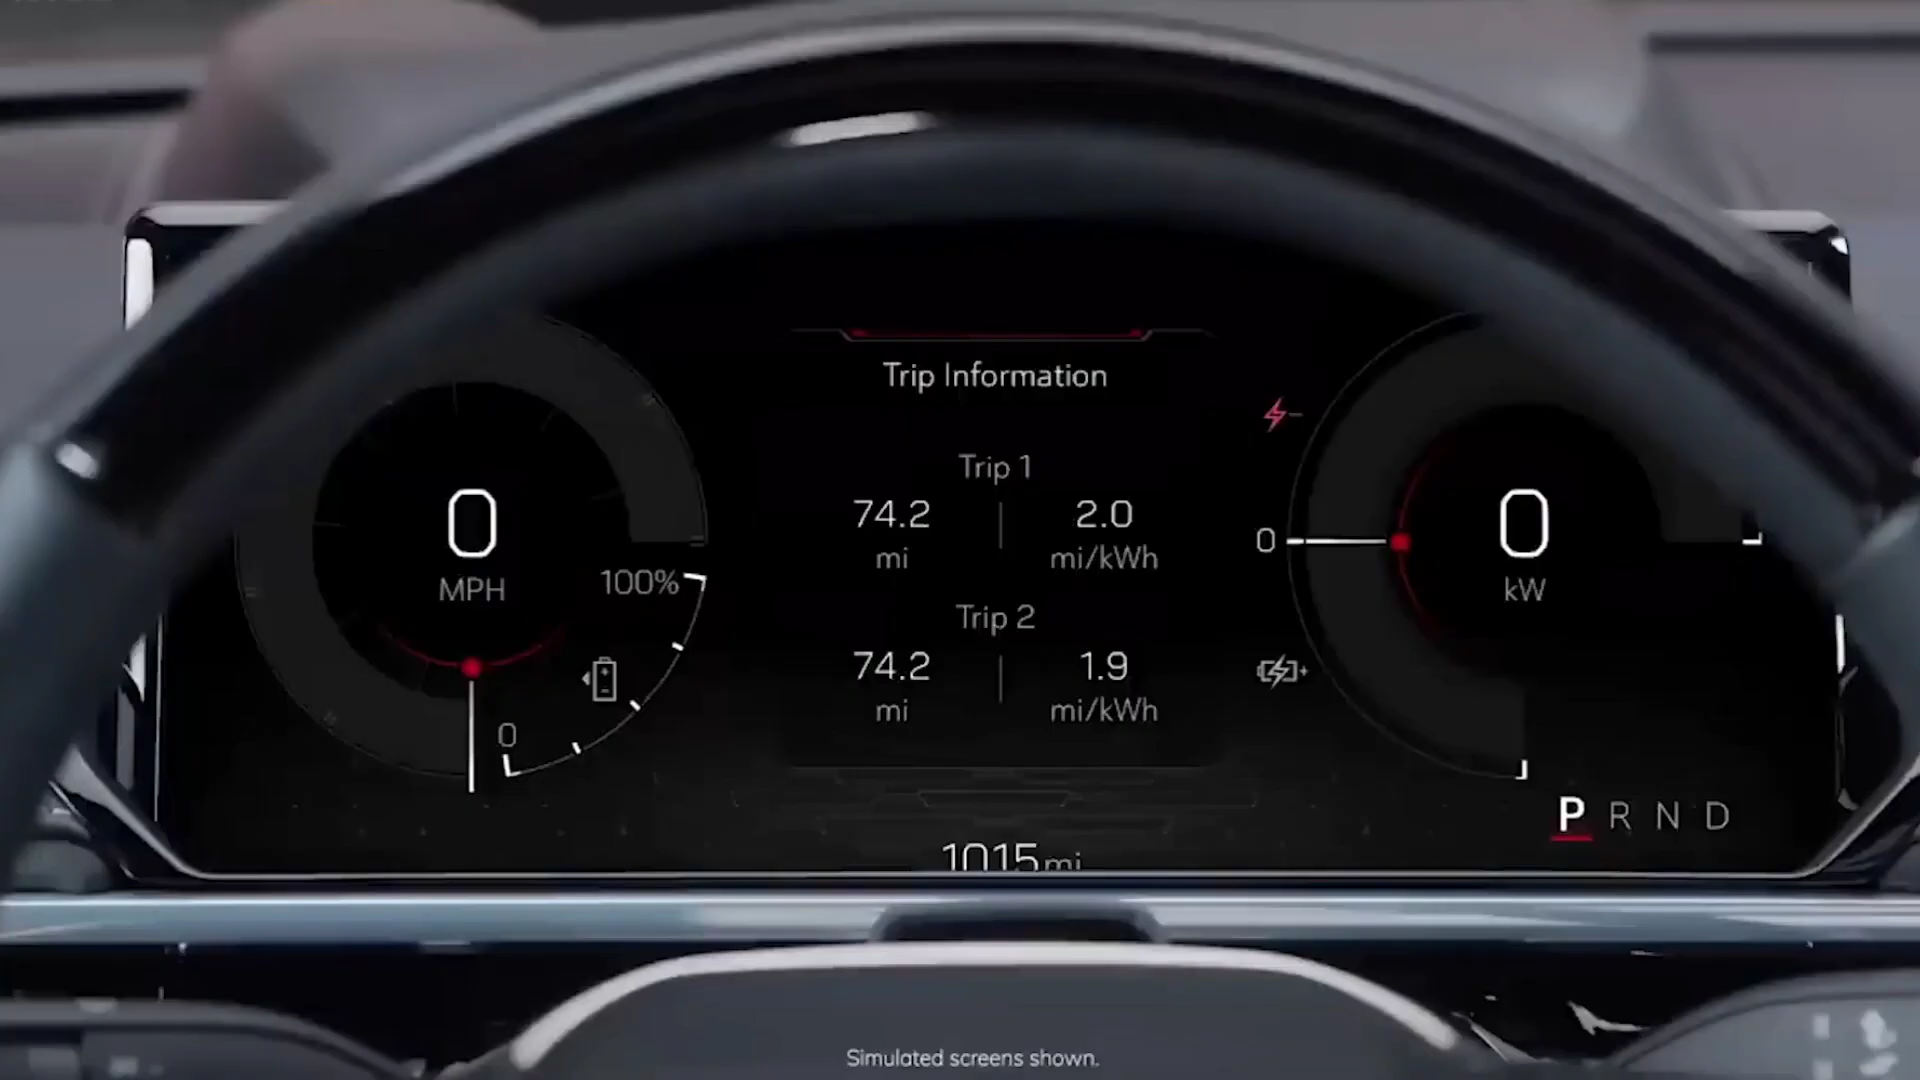 Trip Information
Trip 1
74.2 2.0
mi mi/kWh
Trip 2
74.2 1.9
mi mi/kWh
0
MPH
100%
0
0
0
kW
P R N D
1015 mi
Simulated screens shown.